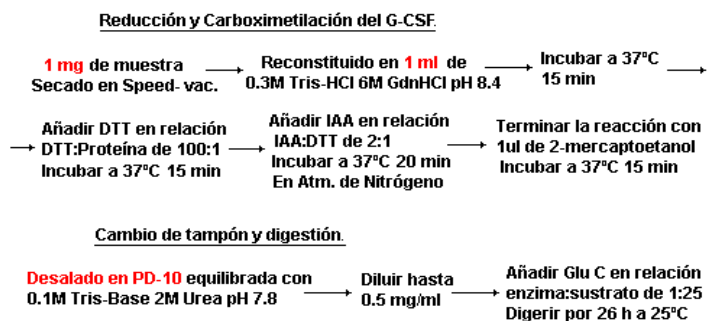 Reducción y Carboximetilación del G-CSF.
1 mg de muestra
Secado en Speed- vac.
Reconstituido en 1 ml de
0.3M Tris-HCl 6M GdnHCl pH 8.4
Incubar a 37ºC
15 min
Añadir DTT en relación
DTT:Proteína de 100:1
Incubar a 37ºC 15 min
Añadir IAA en relación
IAA:DTT de 2:1
Incubar a 37ºC 20 min
En Atm. de Nitrógeno
Terminar la reacción con
1ul de 2-mercaptoetanol
Incubar a 37ºC 15 min
Cambio de tampón y digestión.
Desalado en PD-10 equilibrada con
0.1M Tris-Base 2M Urea pH 7.8
Diluir hasta
0.5 mg/ml
Añadir Glu C en relación
enzima:sustrato de 1:25
Digerir por 26 h a 25ºC